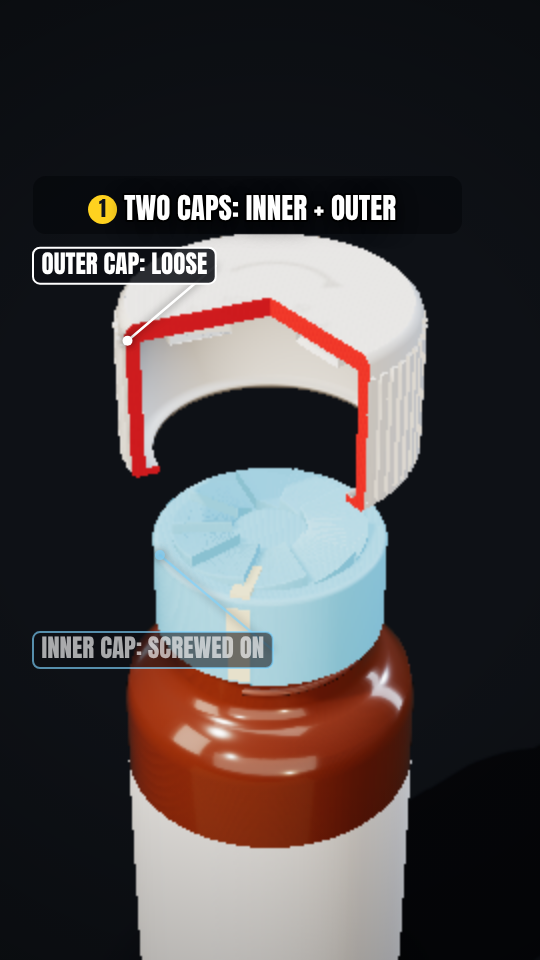 1 TWO CAPS: INNER + OUTER
OUTER CAP: LOOSE
INNER CAP: SCREWED ON